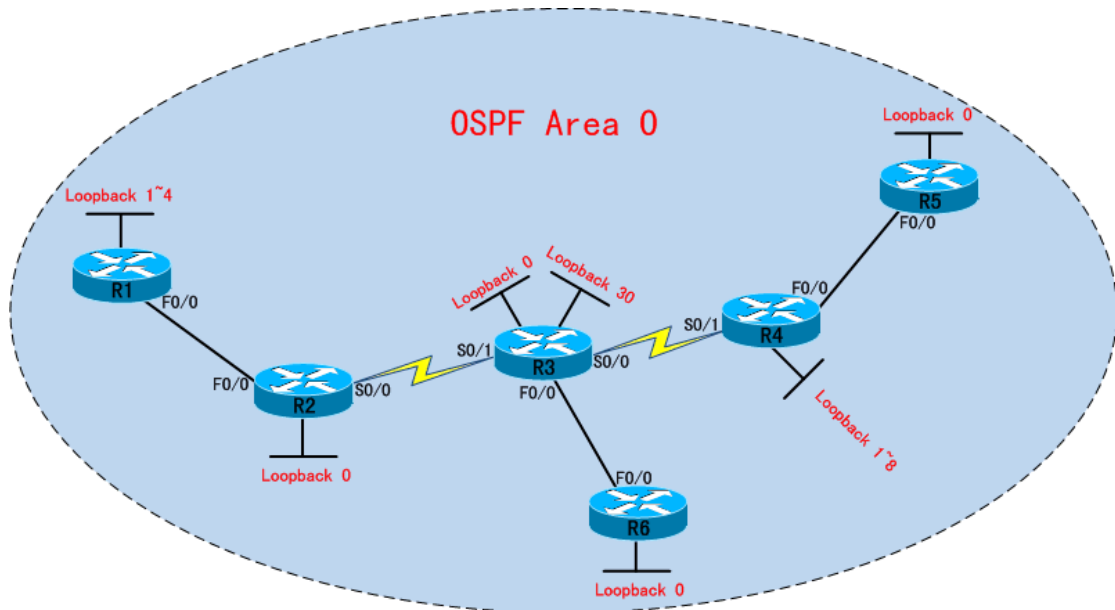 OSPF Area 0
Loopback 0
R5
F0/0
Loopback 1~4
R1
F0/0
Loopback 0
Loopback 30
F0/0
S0/1
R4
S0/1
R3
S0/0
F0/0
F0/0
R2
S0/0
Loopback 1~8
Loopback 0
F0/0
R6
Loopback 0